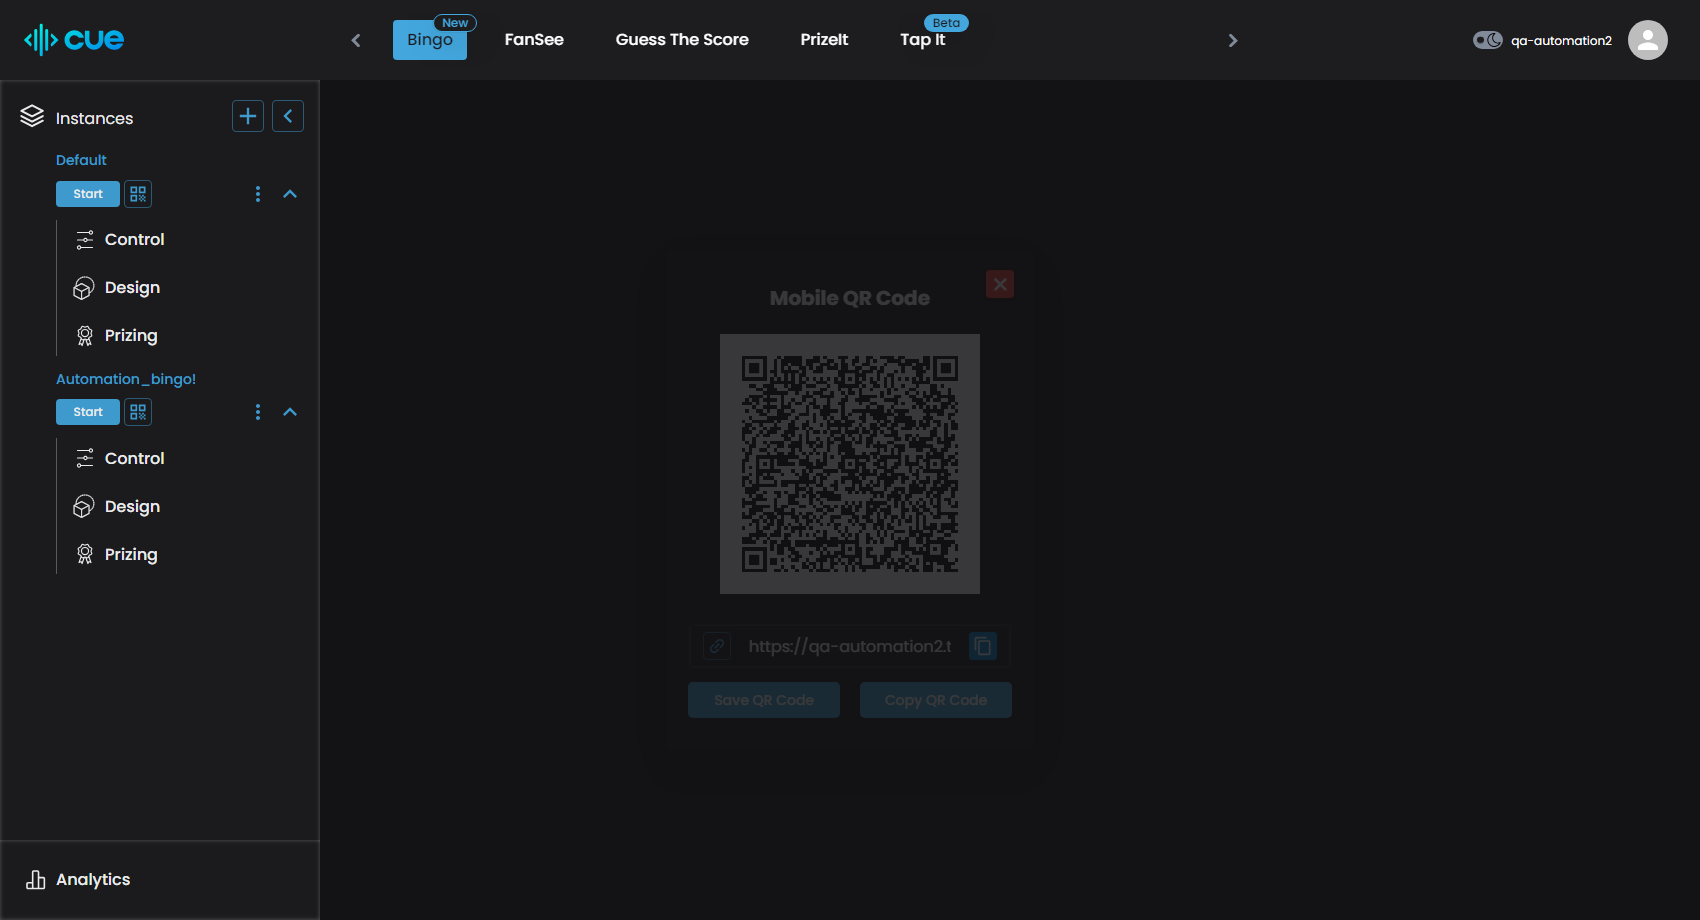 cue
Bingo
New
FanSee
Guess The Score
PrizeIt
Tap It
Beta
qa-automation2
Instances
Default
Start
Control
Design
Prizing
Automation_bingo!
Start
Control
Design
Prizing
Analytics
Mobile QR Code
https://qa-automation2.t
Save QR Code
Copy QR Code